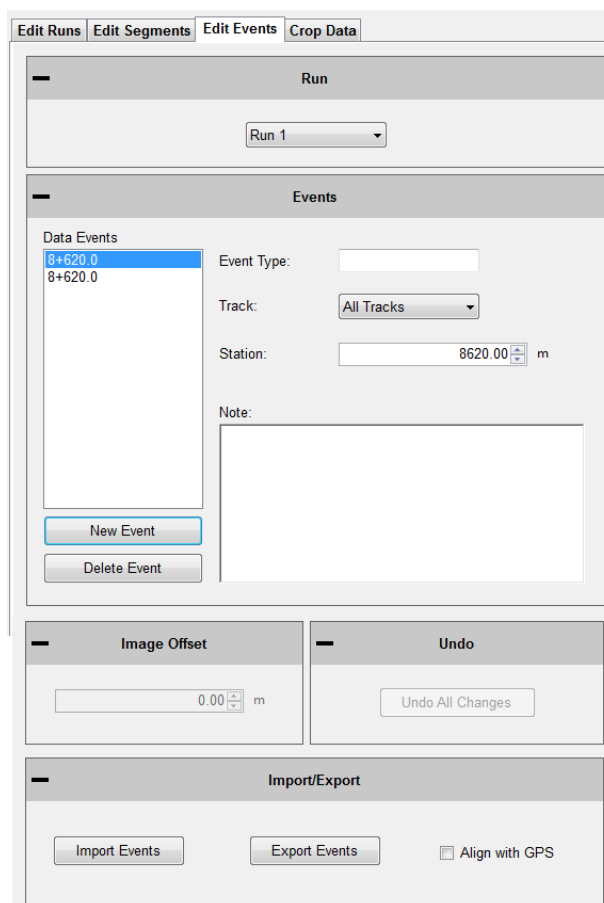 Edit Runs Edit Segments Edit Events Crop Data
Run
Run 1
Events
Data Events
8+620.0
8+620.0
Event Type:
Track: All Tracks
Station: 8620.00 m
Note:
New Event
Delete Event
Image Offset
0.00 m
Undo
Undo All Changes
Import/Export
Import Events Export Events Align with GPS